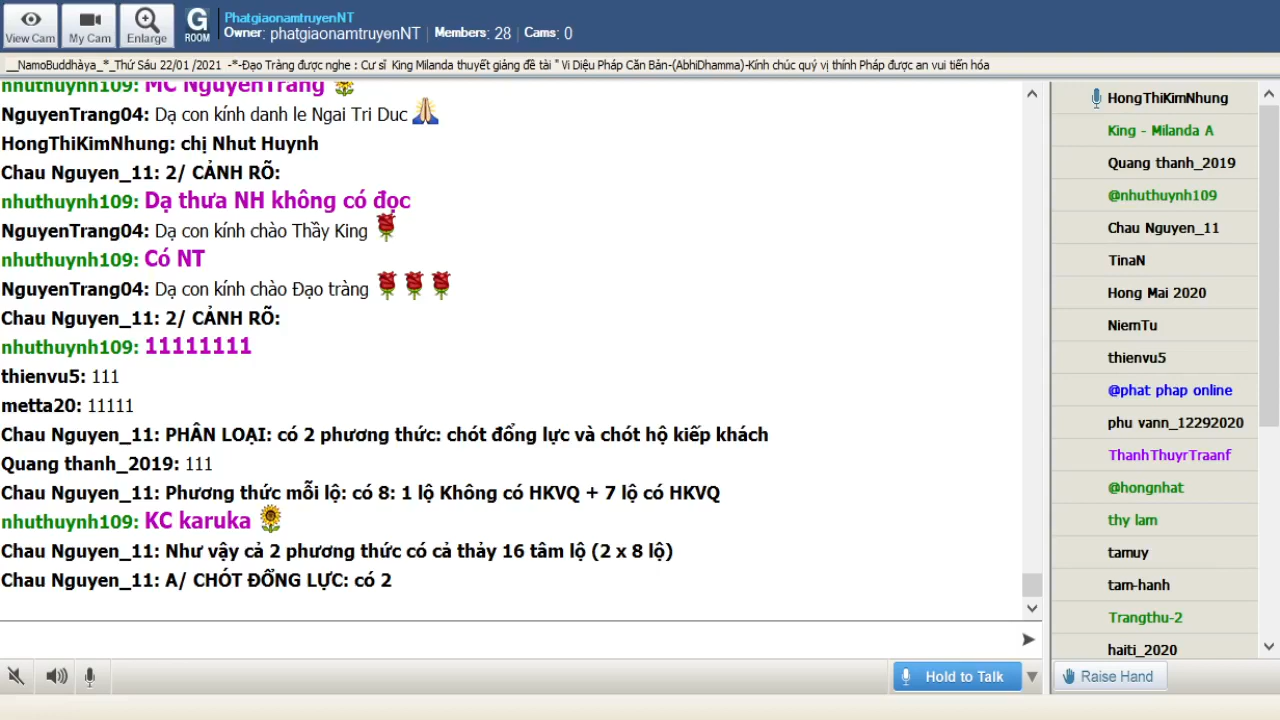 View Cam
My Cam
Enlarge
G
ROOM
PhatgiaonamtruyenNT
Owner: phatgiaonamtruyenNT | Members: 28 | Cams: 0
__NamoBuddhàya_*_Thứ Sáu 22/01 /2021 -*-Đạo Tràng được nghe : Cư sĩ King Milanda thuyết giảng đề tài " Vi Diệu Pháp Căn Bản-(AbhiDhamma)-Kính chúc quý vị thính Pháp được an vui tiến hóa
nhuthuynh109: MC NguyenTrang
NguyenTrang04: Dạ con kính danh le Ngai Tri Duc
HongThiKimNhung: chị Nhut Huynh
Chau Nguyen_11: 2/ CẢNH RÕ:
nhuthuynh109: Dạ thưa NH không có đọc
NguyenTrang04: Dạ con kính chào Thầy King
nhuthuynh109: Có NT
NguyenTrang04: Dạ con kính chào Đạo tràng
Chau Nguyen_11: 2/ CẢNH RÕ:
nhuthuynh109: 11111111
thienvu5: 111
metta20: 11111
Chau Nguyen_11: PHÂN LOẠI: có 2 phương thức: chót đổng lực và chót hộ kiếp khách
Quang thanh_2019: 111
Chau Nguyen_11: Phương thức mỗi lộ: có 8: 1 lộ Không có HKVQ + 7 lộ có HKVQ
nhuthuynh109: KC karuka
Chau Nguyen_11: Như vậy cả 2 phương thức có cả thảy 16 tâm lộ (2 x 8 lộ)
Chau Nguyen_11: A/ CHÓT ĐỔNG LỰC: có 2
HongThiKimNhung
King - Milanda A
Quang thanh_2019
@nhuthuynh109
Chau Nguyen_11
TinaN
Hong Mai 2020
NiemTu
thienvu5
@phat phap online
phu vann_12292020
ThanhThuyrTraanf
@hongnhat
thy lam
tamuy
tam-hanh
Trangthu-2
haiti_2020
Hold to Talk
Raise Hand